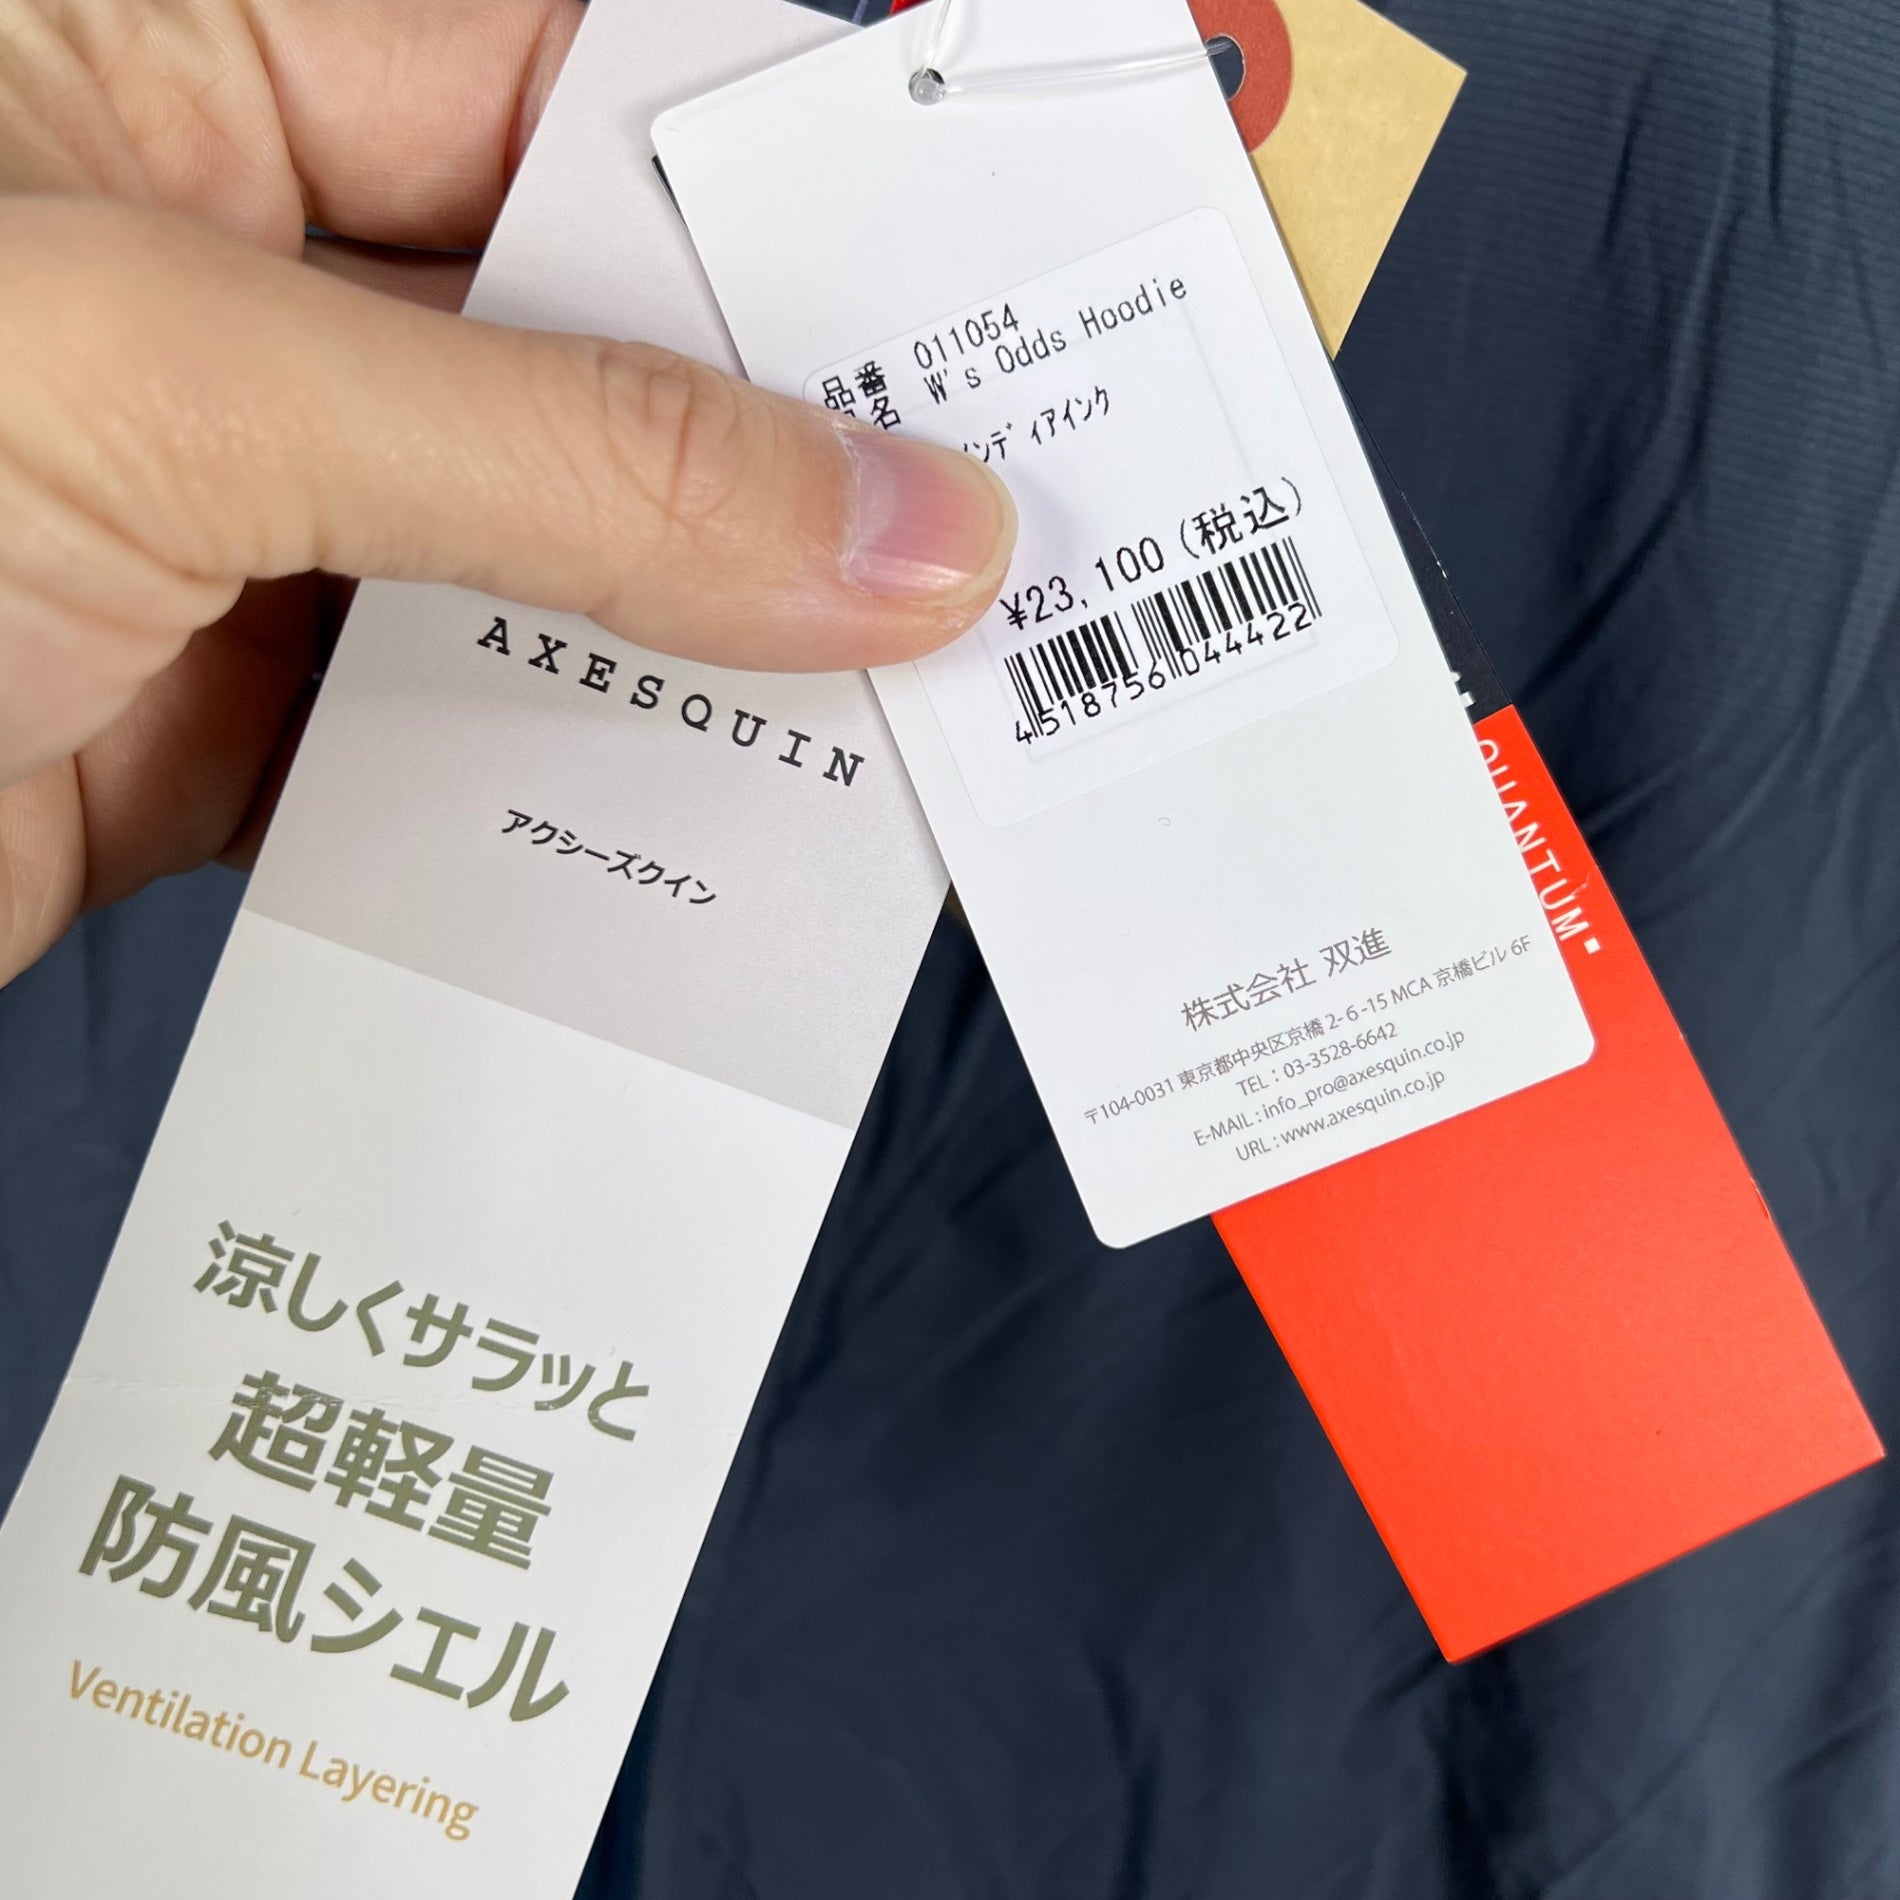 AXESQUIN
アクシーズクイン
涼しくサラッと
超軽量
防風シェル
Ventilation Layering
品番 011054
名 W's Odds Hoodie
ンディアインク
¥23,100(税込)
4518756044422
株式会社 双進
〒104-0031 東京都中央区京橋 2-6-15 MCA 京橋ビル 6F
TEL : 03-3528-6642
E-MAIL : info_pro@axesquin.co.jp
URL : www.axesquin.co.jp
QUANTUM